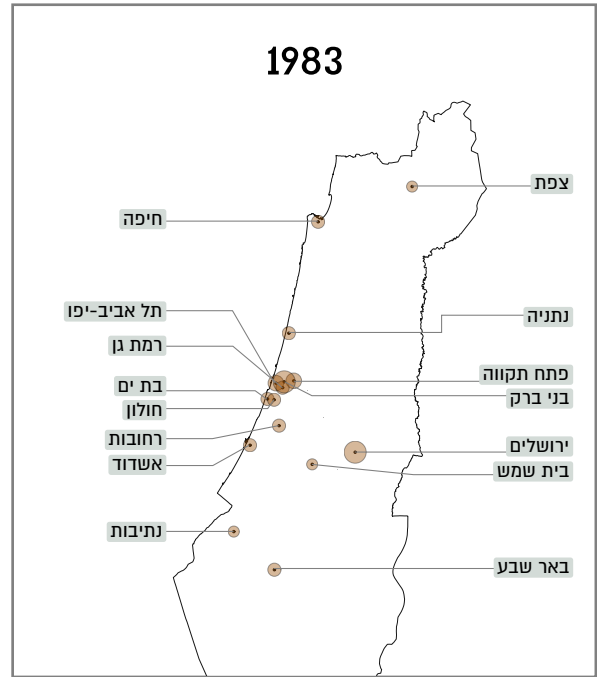 1983
צפת
חיפה
תל אביב-יפו
נתניה
רמת גן
פתח תקווה
בת ים
בני ברק
חולון
רחובות
ירושלים
אשדוד
בית שמש
נתיבות
באר שבע